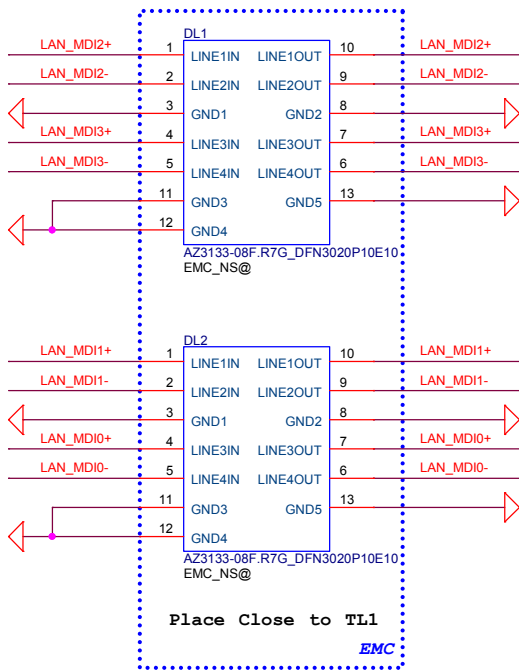 DL1
LAN_MDI2+ 1 LINE1IN LINE1OUT 10 LAN_MDI2+
LAN_MDI2- 2 LINE2IN LINE2OUT 9 LAN_MDI2-
3 GND1 GND2 8
LAN_MDI3+ 4 LINE3IN LINE3OUT 7 LAN_MDI3+
LAN_MDI3- 5 LINE4IN LINE4OUT 6 LAN_MDI3-
11 GND3 GND5 13
12 GND4
AZ3133-08F.R7G_DFN3020P10E10
EMC_NS@
DL2
LAN_MDI1+ 1 LINE1IN LINE1OUT 10 LAN_MDI1+
LAN_MDI1- 2 LINE2IN LINE2OUT 9 LAN_MDI1-
3 GND1 GND2 8
LAN_MDI0+ 4 LINE3IN LINE3OUT 7 LAN_MDI0+
LAN_MDI0- 5 LINE4IN LINE4OUT 6 LAN_MDI0-
11 GND3 GND5 13
12 GND4
AZ3133-08F.R7G_DFN3020P10E10
EMC_NS@
Place Close to TL1
EMC